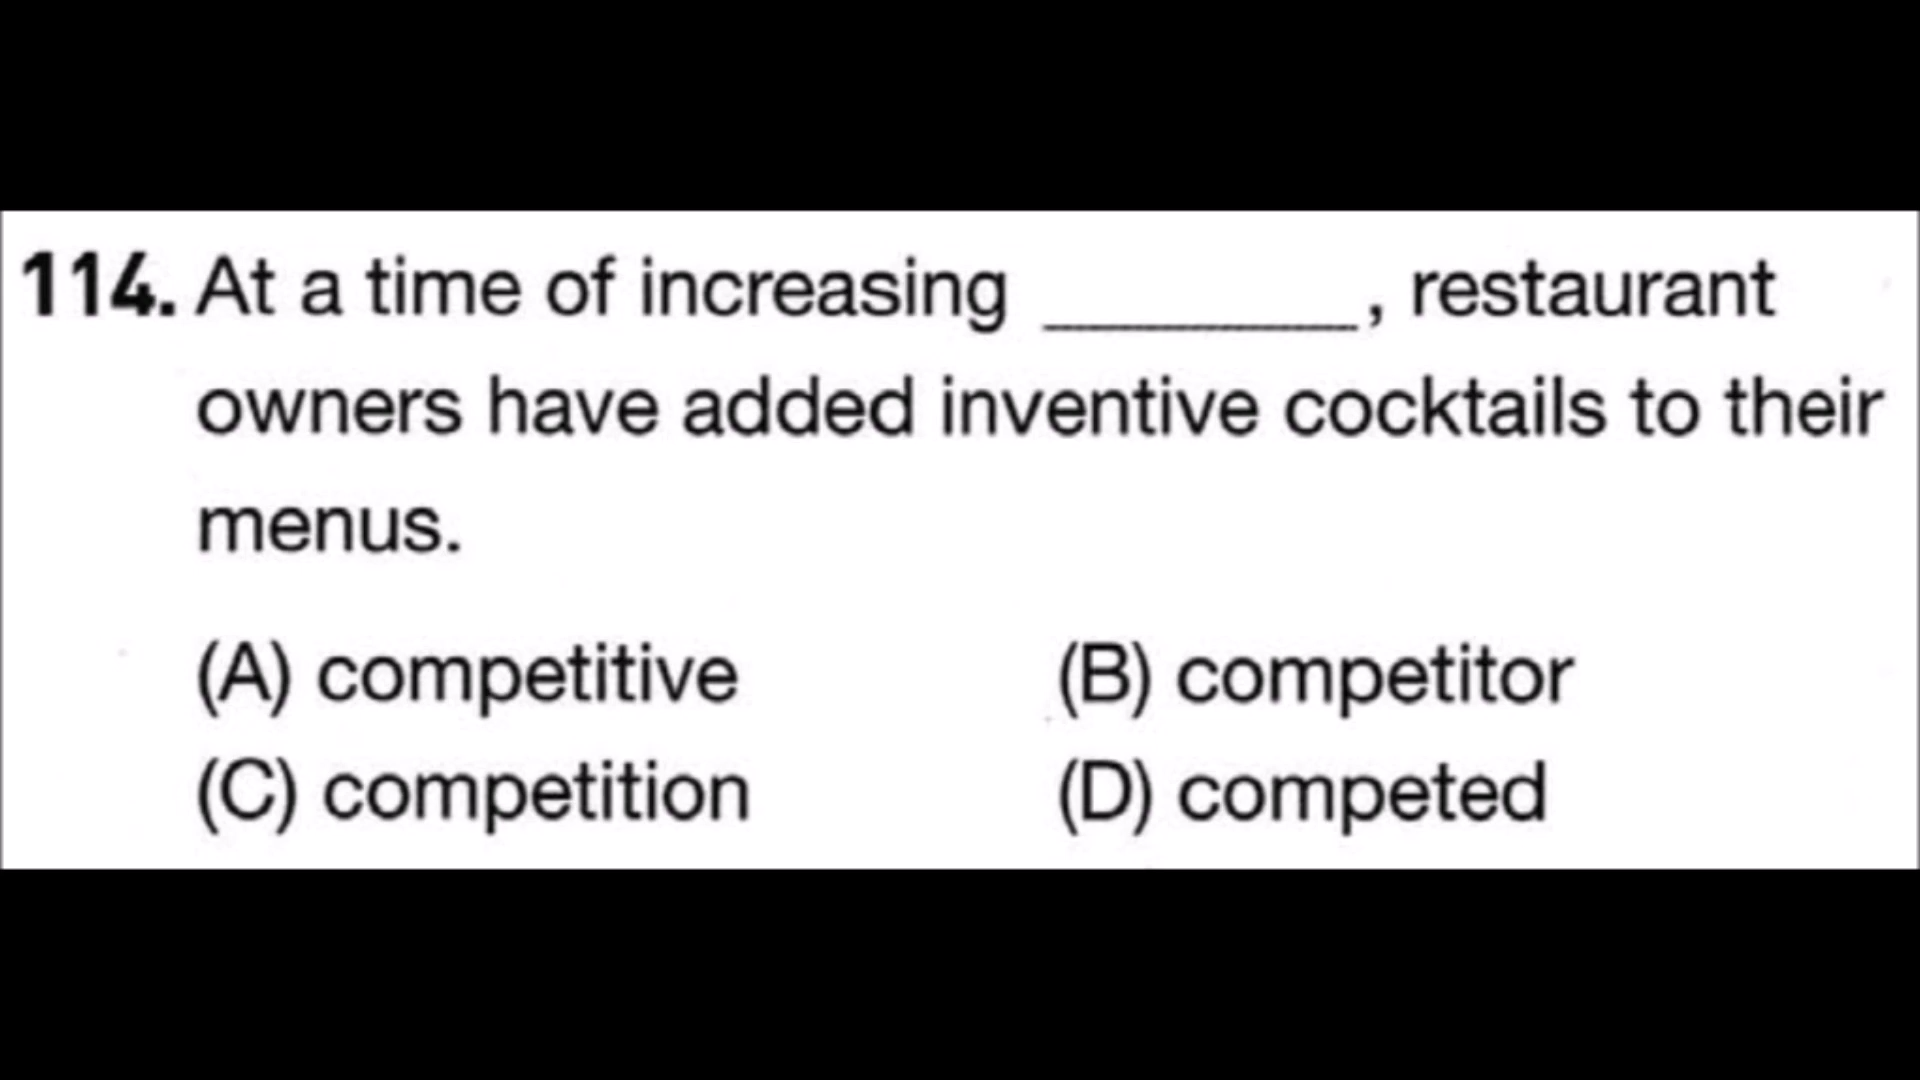 114. At a time of increasing ________, restaurant
owners have added inventive cocktails to their
menus.
(A) competitive (B) competitor
(C) competition (D) competed